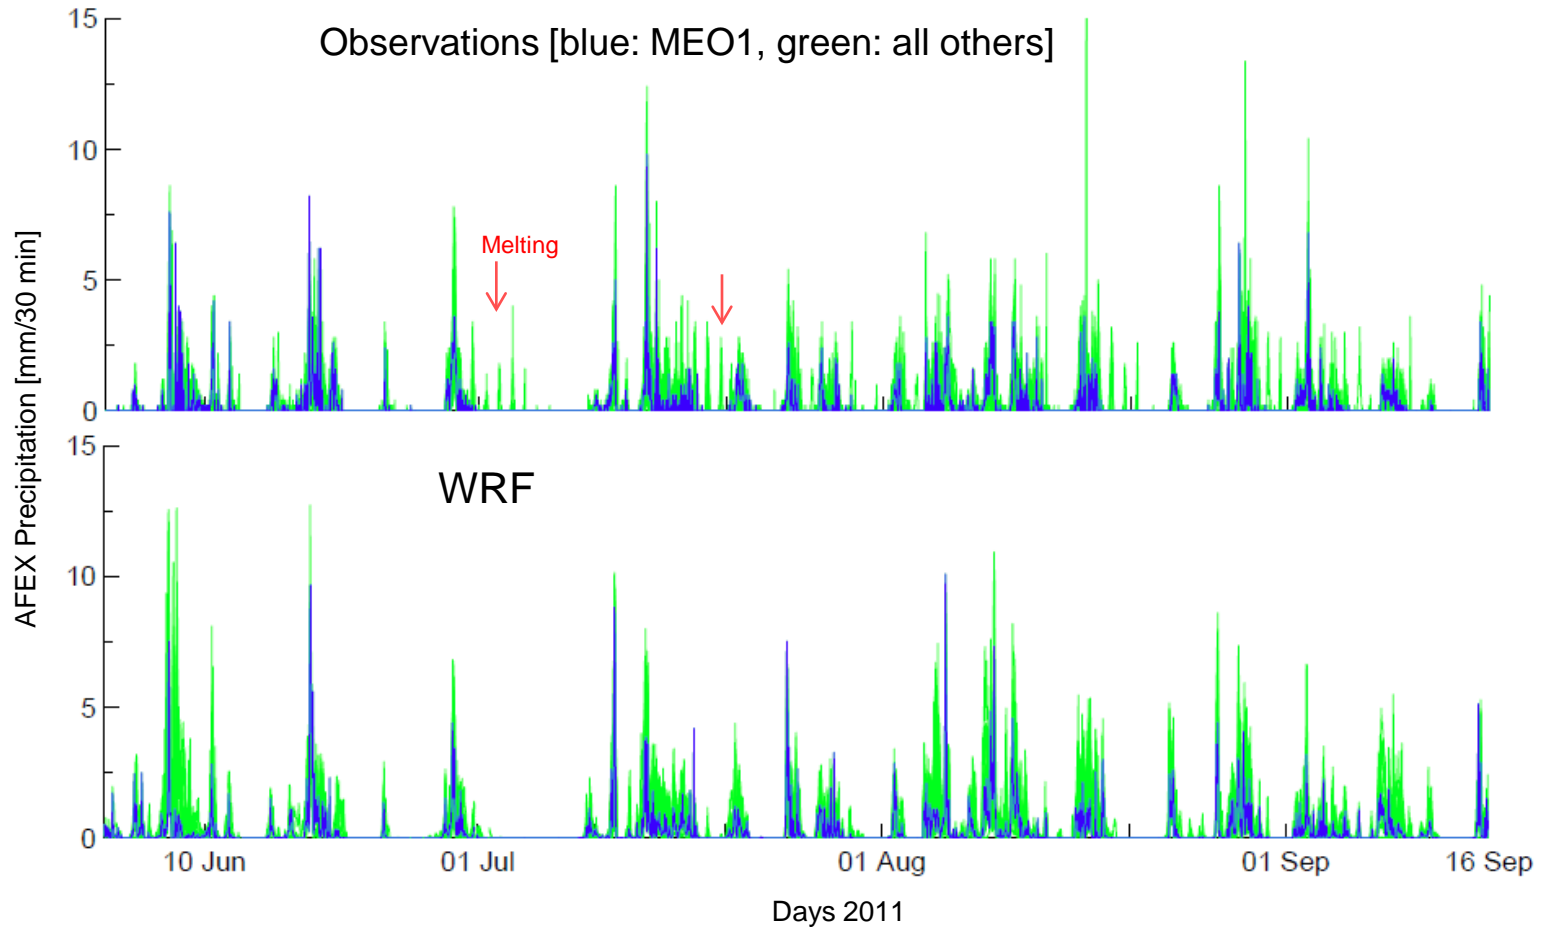 Observations [blue: MEO1, green: all others]
15
10
5
0
Melting
AFEX Precipitation [mm/30 min]
WRF
15
10
5
0
10 Jun
01 Jul
01 Aug
01 Sep
16 Sep
Days 2011